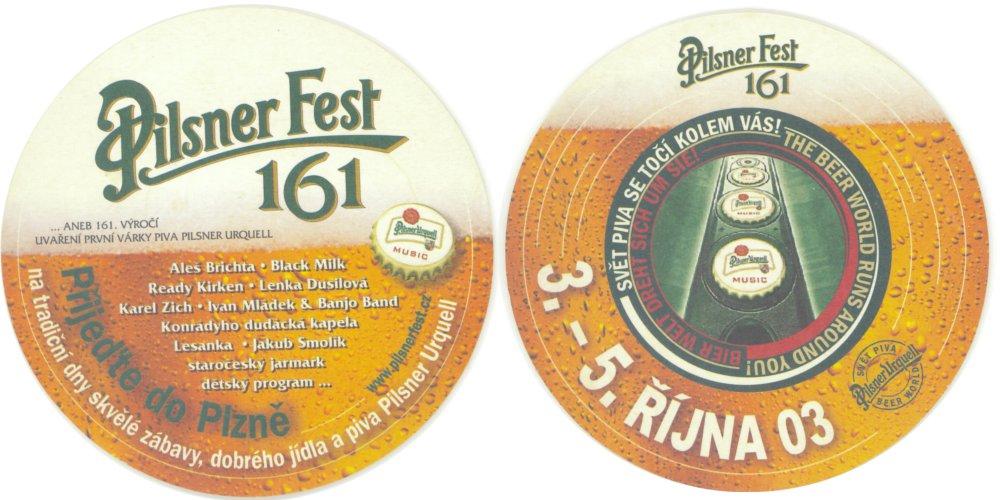 Pilsner Fest
161
... ANEB 161. VÝROČÍ
UVAŘENÍ PRVNÍ VÁRKY PIVA PILSNER URQUELL
Pilsner Urquell
MUSIC
Aleš Brichta • Black Milk
Ready Kirken • Lenka Dusilová
Karel Zich • Ivan Mládek & Banjo Band
Konrádyho dudácká kapela
Lesanka • Jakub Smolík
staročeský jarmark
dětský program ...
www.pilsnerfest.cz
Přijeďte do Plzně
na tradiční dny skvělé zábavy, dobrého jídla a piva Pilsner Urquell
Pilsner Fest
161
SVĚT PIVA SE TOČÍ KOLEM VÁS!
THE BEER WORLD RUNS AROUND YOU!
BIER WELT DREHT SICH UM SIE!
MUSIC
Pilsner Urquell
MUSIC
3. - 5. ŘÍJNA 03
SVĚT PIVA
Pilsner Urquell
BEER WORLD